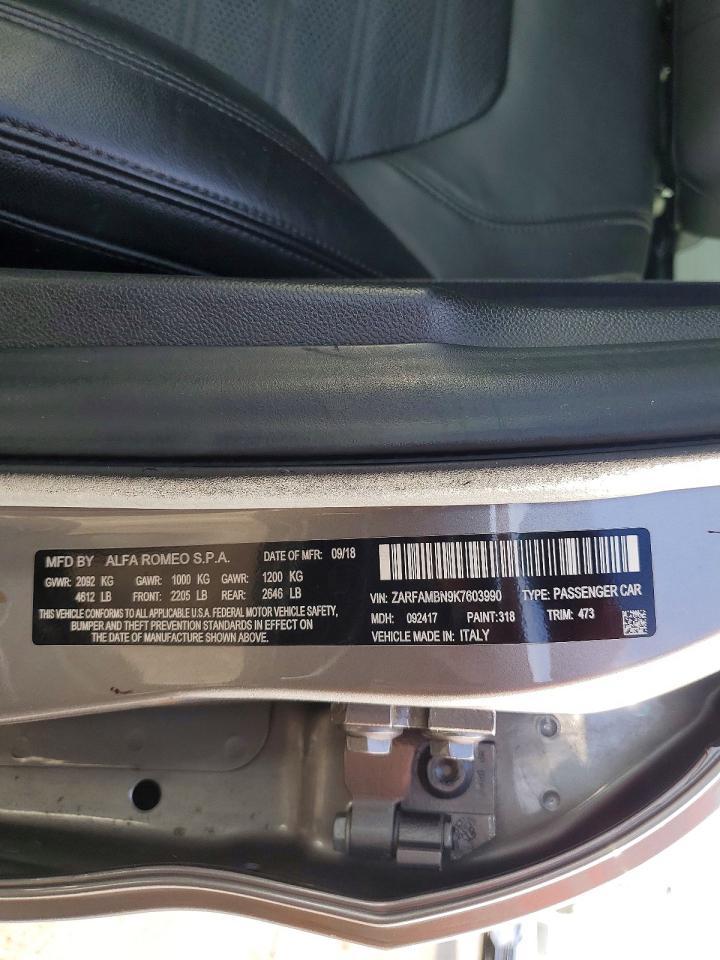 MFD BY ALFA ROMEO S.P.A. DATE OF MFR: 09/18
GVWR: 2092 KG GAWR: 1000 KG GAWR: 1200 KG
4612 LB FRONT: 2205 LB REAR: 2646 LB
THIS VEHICLE CONFORMS TO ALL APPLICABLE U.S.A. FEDERAL MOTOR VEHICLE SAFETY,
BUMPER AND THEFT PREVENTION STANDARDS IN EFFECT ON
THE DATE OF MANUFACTURE SHOWN ABOVE.
VIN: ZARFAMBN9K7603990 TYPE: PASSENGER CAR
MDH: 092417 PAINT:318 TRIM: 473
VEHICLE MADE IN: ITALY